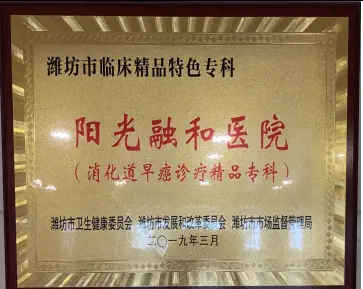 潍坊市临床精品特色专科
阳光融和医院
（消化道早癌诊疗精品专科）
潍坊市卫生健康委员会 潍坊市发展和改革委员会 潍坊市市场监督管理局
二〇一九年三月